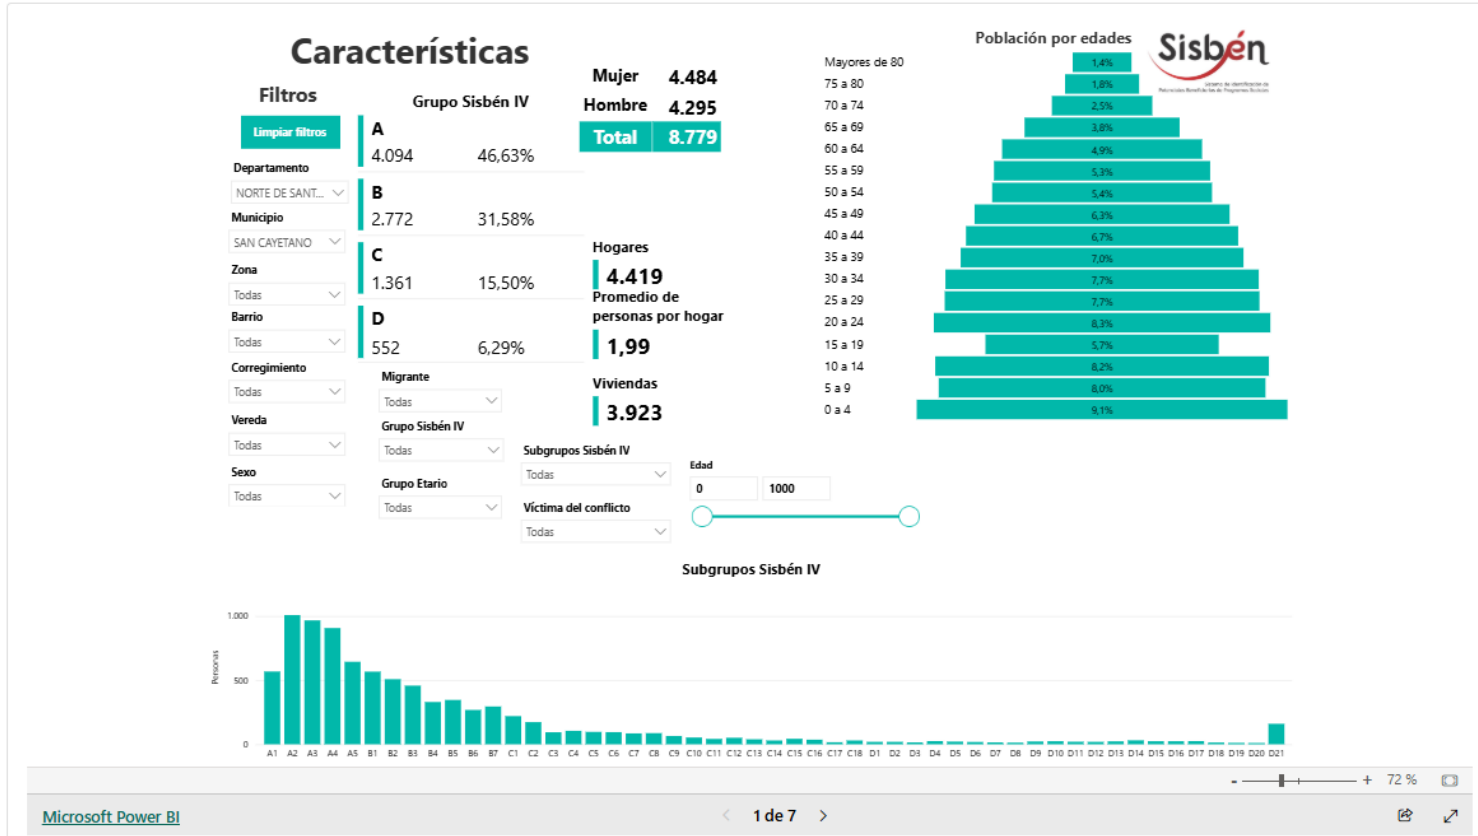 Características
Filtros
Limpiar filtros
Departamento
NORTE DE SANT...
Municipio
SAN CAYETANO
Zona
Todas
Barrio
Todas
Corregimiento
Todas
Vereda
Todas
Sexo
Todas
Grupo Sisbén IV
A
4.094 46,63%
B
2.772 31,58%
C
1.361 15,50%
D
552 6,29%
Migrante
Todas
Grupo Sisbén IV
Todas
Grupo Etario
Todas
Mujer 4.484
Hombre 4.295
Total 8.779
Hogares
4.419
Promedio de
personas por hogar
1,99
Viviendas
3.923
Subgrupos Sisbén IV
Todas
Víctima del conflicto
Todas
Edad
0 1000
Población por edades
Sisbén
Sistema de Identificación de
Potenciales Beneficiarios de Programas Sociales
Mayores de 80 1,4%
75 a 80 1,8%
70 a 74 2,5%
65 a 69 3,8%
60 a 64 4,9%
55 a 59 5,3%
50 a 54 5,4%
45 a 49 6,3%
40 a 44 6,7%
35 a 39 7,0%
30 a 34 7,7%
25 a 29 7,7%
20 a 24 8,3%
15 a 19 5,7%
10 a 14 8,2%
5 a 9 8,0%
0 a 4 9,1%
Subgrupos Sisbén IV
Personas
1.000
500
0
A1 A2 A3 A4 A5 B1 B2 B3 B4 B5 B6 B7 C1 C2 C3 C4 C5 C6 C7 C8 C9 C10 C11 C12 C13 C14 C15 C16 C17 C18 D1 D2 D3 D4 D5 D6 D7 D8 D9 D10 D11 D12 D13 D14 D15 D16 D17 D18 D19 D20 D21
- + 72 %
Microsoft Power BI
1 de 7